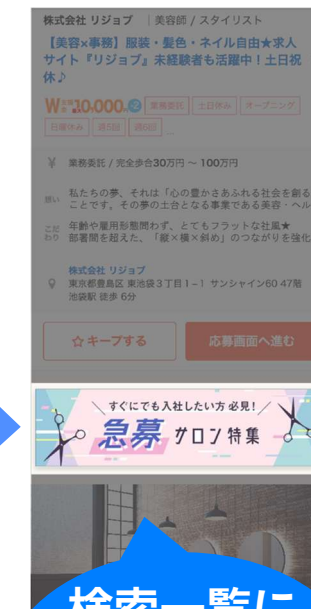 株式会社 リジョブ ｜美容師 / スタイリスト
【美容×事務】服装・髪色・ネイル自由★求人
サイト『リジョブ』未経験者も活躍中！土日祝
休♪
10,000 業務委託 土日休み オープニング
日曜休み 週5回 週6回 ...
¥ 業務委託 / 完全歩合30万円 〜 100万円
想い 私たちの夢、それは「心の豊かさあふれる社会を創る
ことです。その夢の土台となる事業である美容・ヘル
こだ 年齢や雇用形態問わず、とてもフラットな社風★
わり 部署間を超えた、「縦×横×斜め」のつながりを強化
株式会社 リジョブ
東京都豊島区 東池袋3丁目1−1 サンシャイン60 47階
池袋駅 徒歩 6分
☆キープする 応募画面へ進む
＼ すぐにでも入社したい方 必見！ ／
急募 サロン特集
検索一覧に